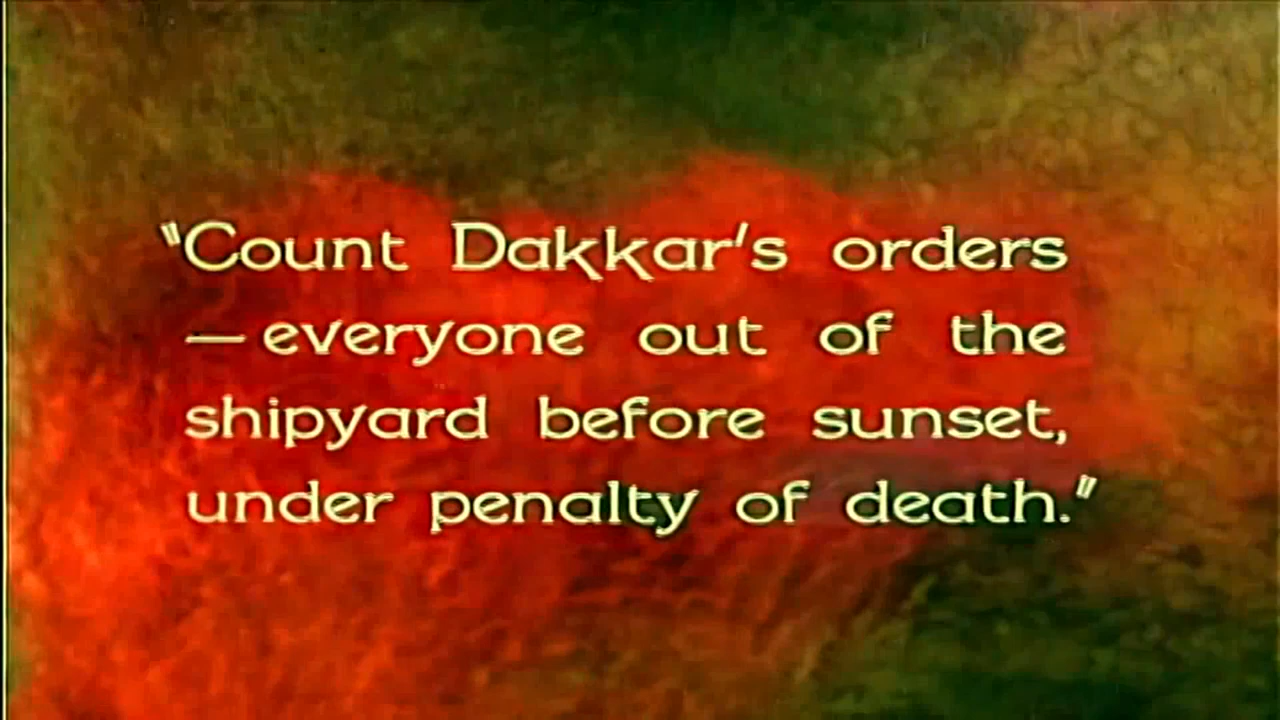 "Count Dakkar's orders
— everyone out of the
shipyard before sunset,
under penalty of death."